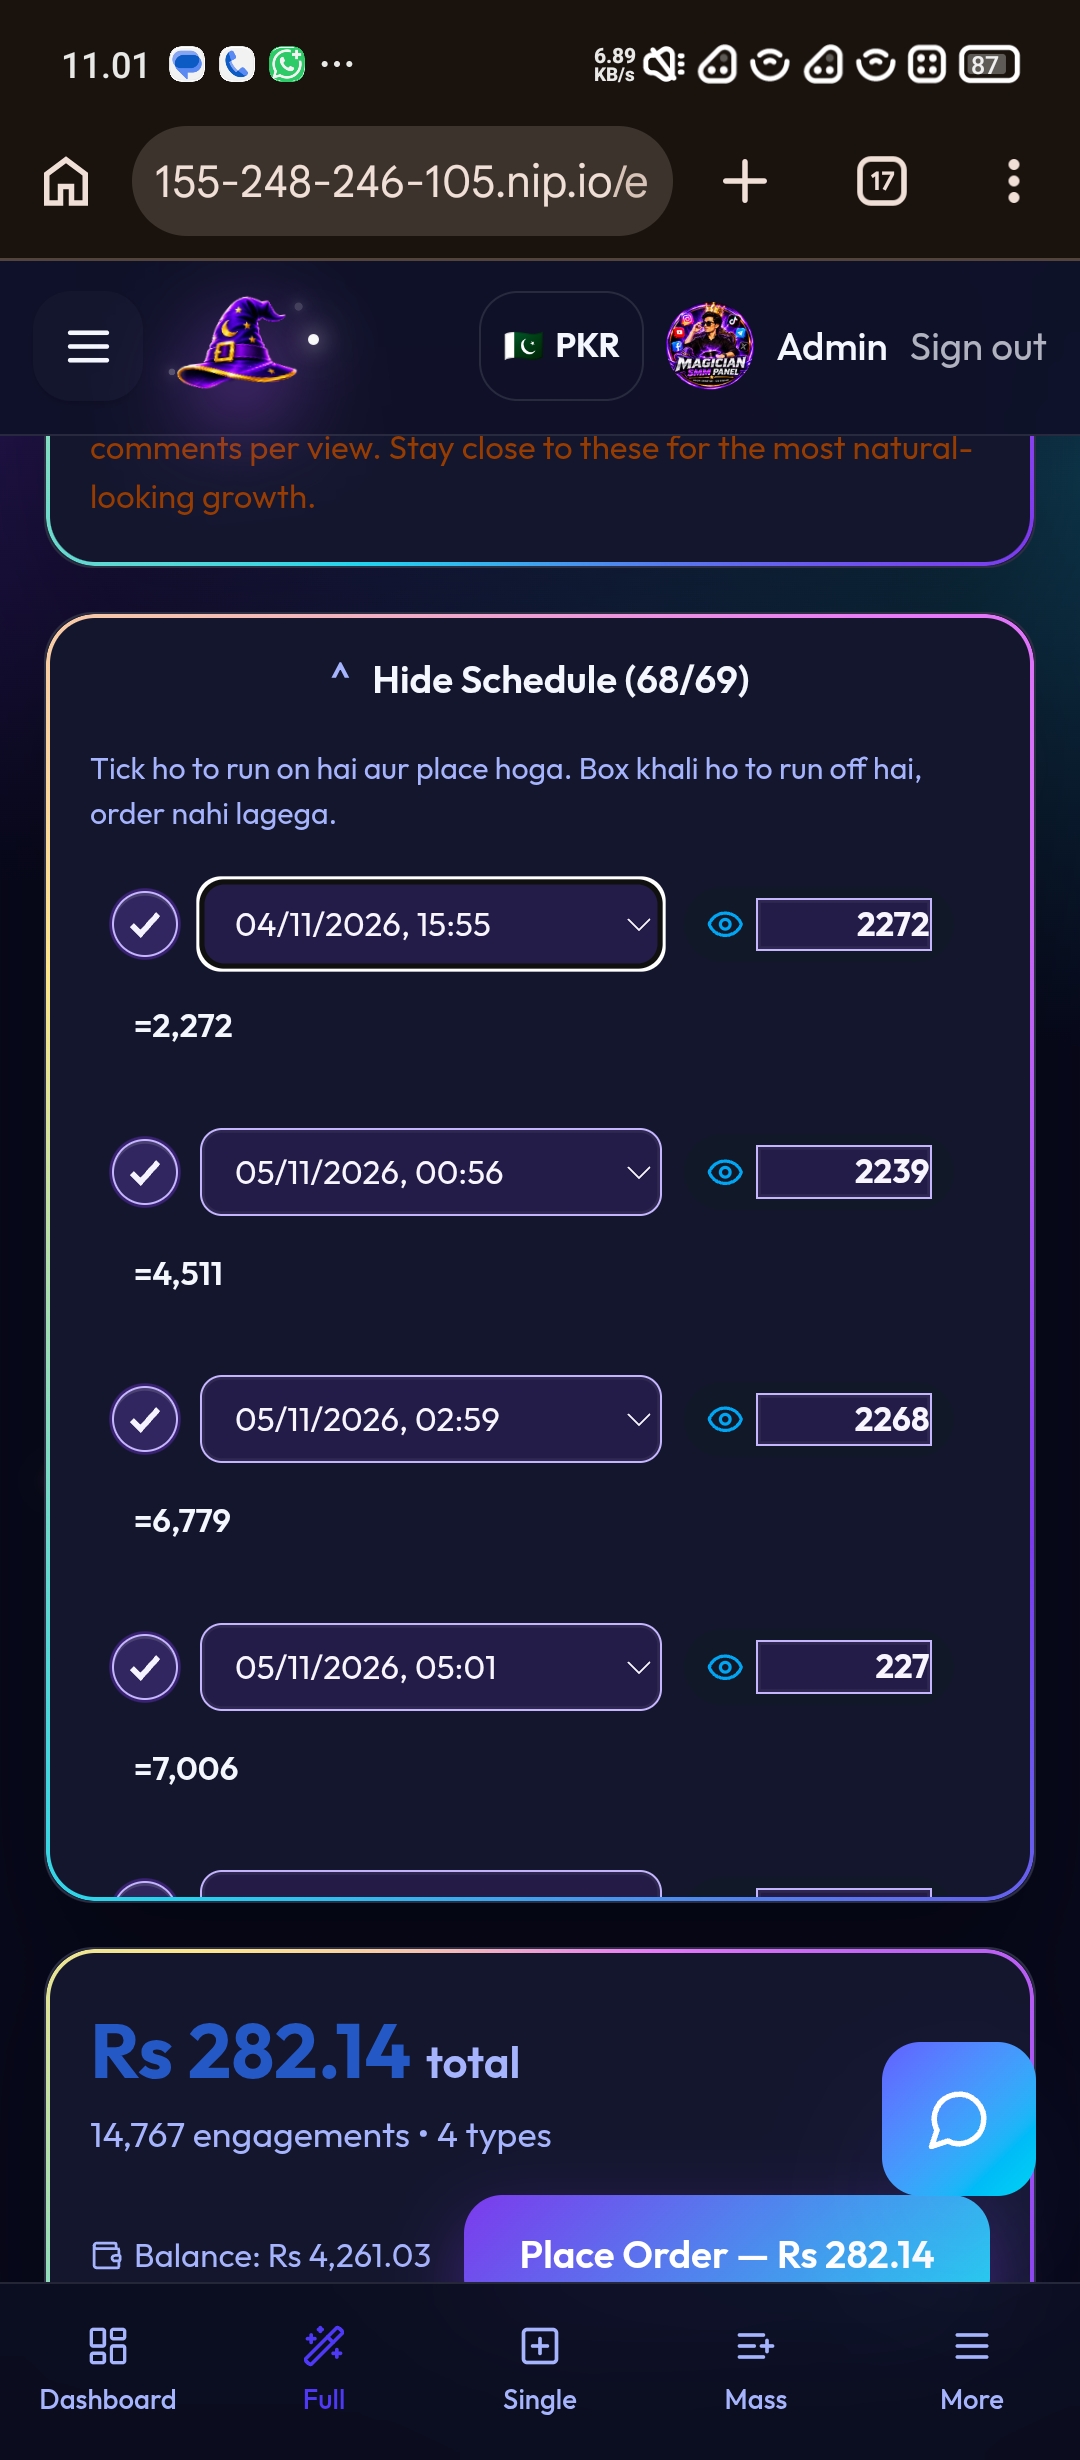 11.01
6.89
KB/s
87
155-248-246-105.nip.io/e
17
PKR
MAGICIAN
SMM PANEL
Admin
Sign out
comments per view. Stay close to these for the most natural-
looking growth.
^ Hide Schedule (68/69)
Tick ho to run on hai aur place hoga. Box khali ho to run off hai,
order nahi lagega.
04/11/2026, 15:55
2272
=2,272
05/11/2026, 00:56
2239
=4,511
05/11/2026, 02:59
2268
=6,779
05/11/2026, 05:01
227
=7,006
Rs 282.14 total
14,767 engagements • 4 types
Balance: Rs 4,261.03
Place Order — Rs 282.14
Dashboard
Full
Single
Mass
More